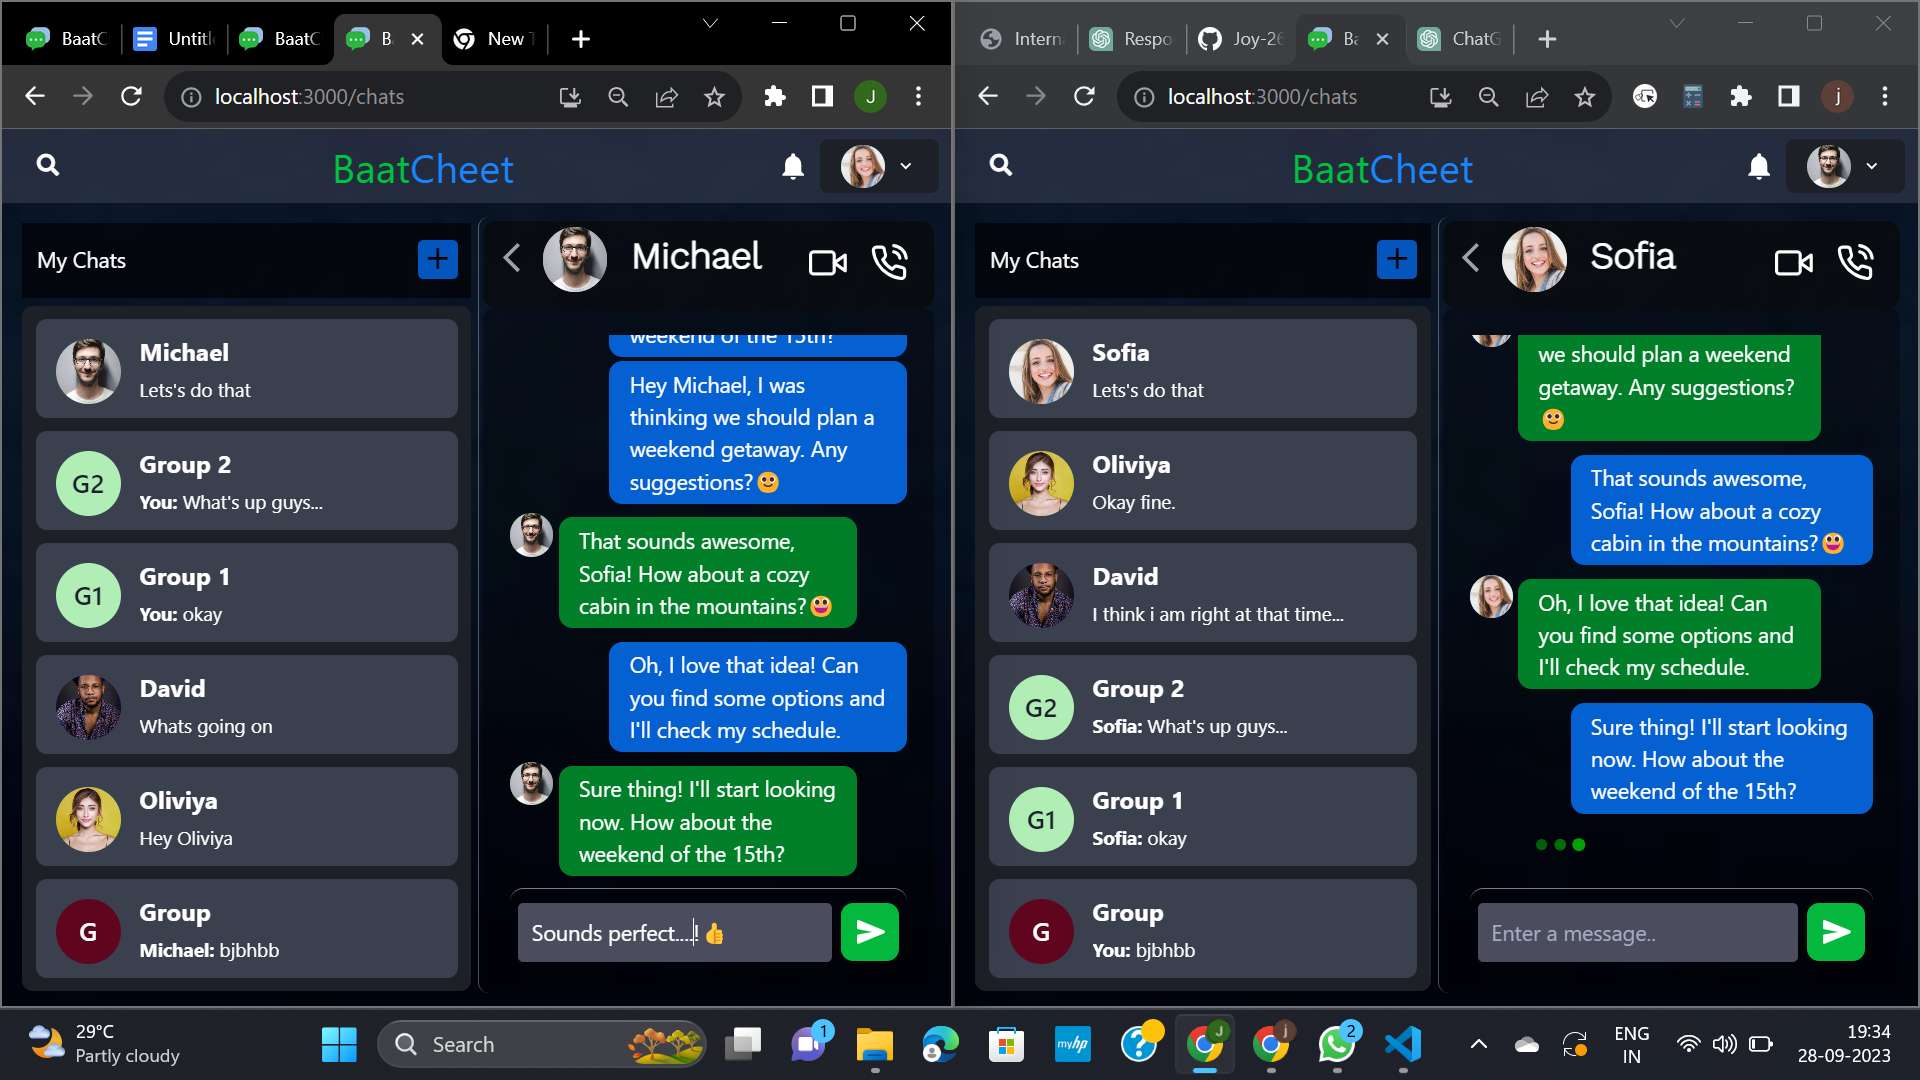 BaatC
Untitl
BaatC
B
New T
localhost:3000/chats
J
BaatCheet
My Chats
Michael
Lets's do that
G2
Group 2
You: What's up guys...
G1
Group 1
You: okay
David
Whats going on
Oliviya
Hey Oliviya
G
Group
Michael: bjbhbb
Michael
weekend of the 15th?
Hey Michael, I was
thinking we should plan a
weekend getaway. Any
suggestions?🙂
That sounds awesome,
Sofia! How about a cozy
cabin in the mountains?😃
Oh, I love that idea! Can
you find some options and
I'll check my schedule.
Sure thing! I'll start looking
now. How about the
weekend of the 15th?
Sounds perfect....! 👍
Intern
Respo
Joy-26
Ba
ChatG
localhost:3000/chats
j
BaatCheet
My Chats
Sofia
Lets's do that
Oliviya
Okay fine.
David
I think i am right at that time...
G2
Group 2
Sofia: What's up guys...
G1
Group 1
Sofia: okay
G
Group
You: bjbhbb
Sofia
we should plan a weekend
getaway. Any suggestions?
🙂
That sounds awesome,
Sofia! How about a cozy
cabin in the mountains?😃
Oh, I love that idea! Can
you find some options and
I'll check my schedule.
Sure thing! I'll start looking
now. How about the
weekend of the 15th?
Enter a message..
29°C
Partly cloudy
Search
1
myhp
?
J
j
2
ENG
IN
19:34
28-09-2023